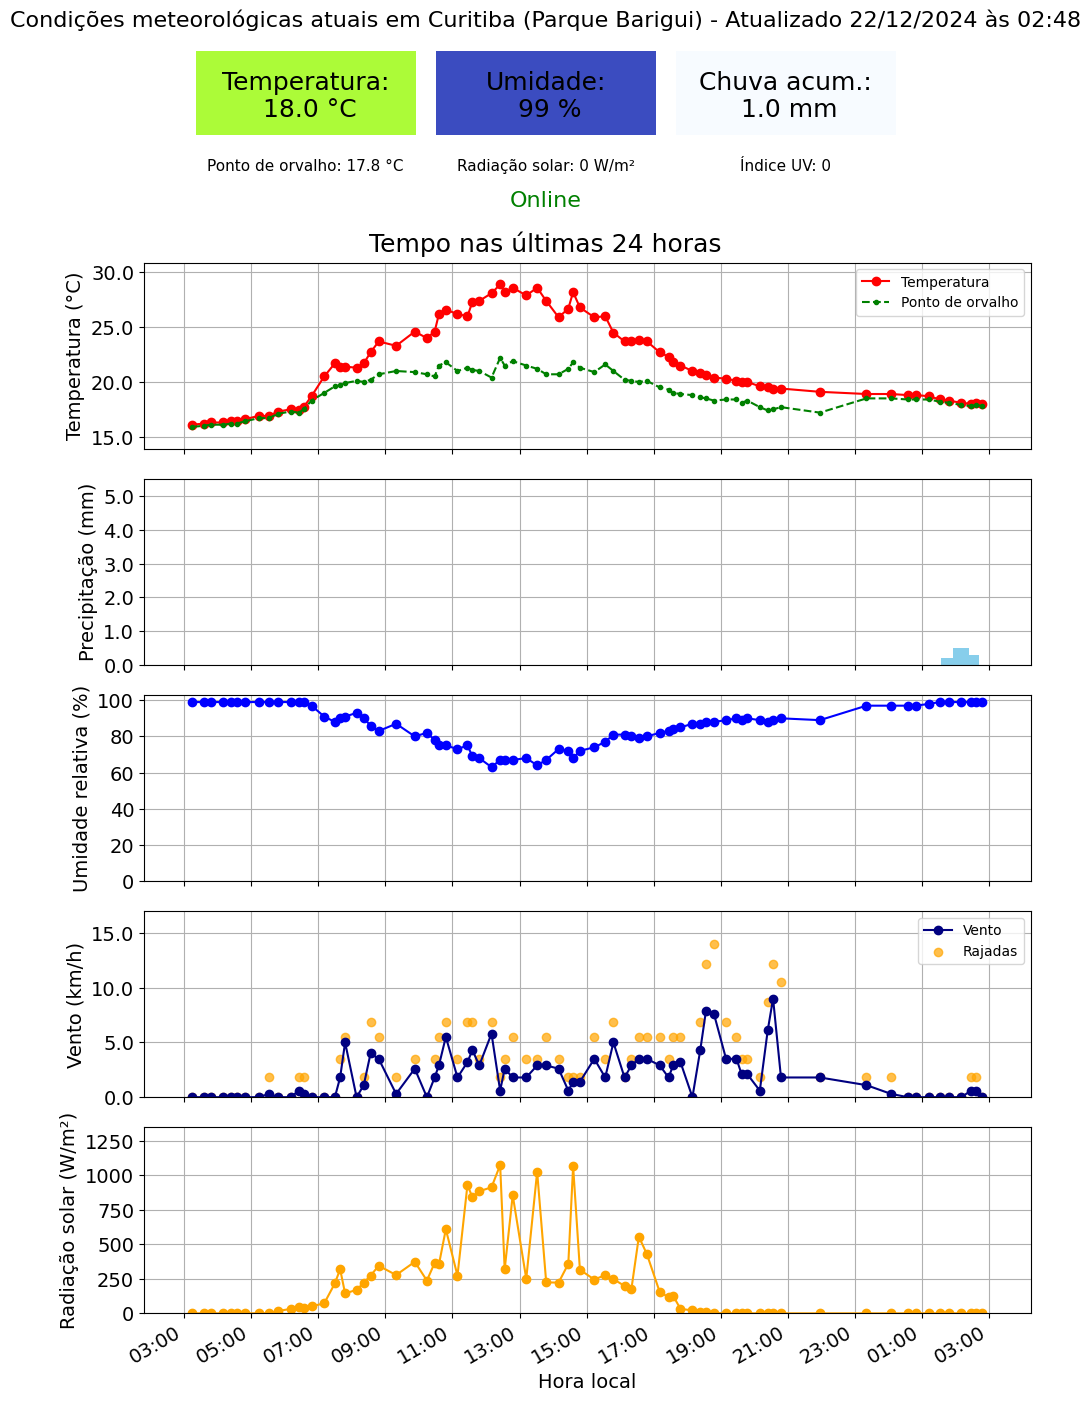 Condições meteorológicas atuais em Curitiba (Parque Barigui) - Atualizado 22/12/2024 às 02:48
Temperatura:
18.0 °C
Umidade:
99 %
Chuva acum.:
1.0 mm
Ponto de orvalho: 17.8 °C
Radiação solar: 0 W/m²
Índice UV: 0
Online
Tempo nas últimas 24 horas
Temperatura (°C)
30.0
25.0
20.0
15.0
Temperatura
Ponto de orvalho
Precipitação (mm)
5.0
4.0
3.0
2.0
1.0
0.0
Umidade relativa (%)
100
80
60
40
20
0
Vento (km/h)
15.0
10.0
5.0
0.0
Vento
Rajadas
Radiação solar (W/m²)
1250
1000
750
500
250
0
03:00 05:00 07:00 09:00 11:00 13:00 15:00 17:00 19:00 21:00 23:00 01:00 03:00
Hora local